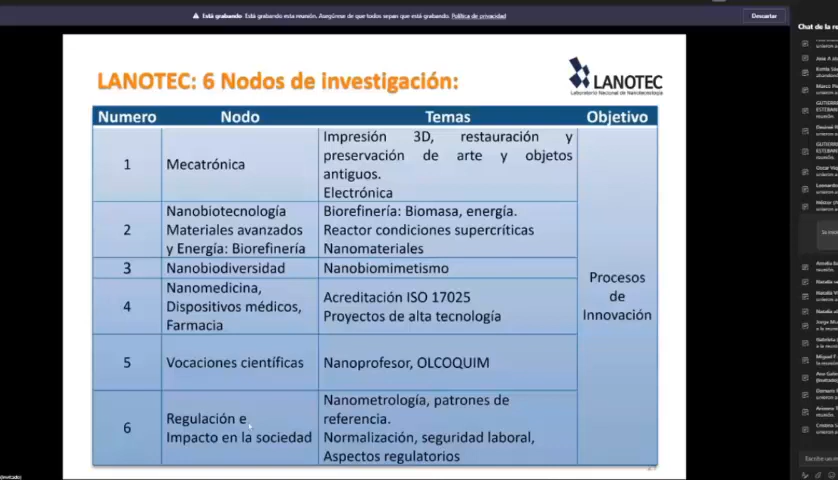 Está grabando Está grabando esta reunión. Asegúrese de que todos sepan que está grabando. Política de privacidad
Descartar
Chat de la re
LANOTEC: 6 Nodos de investigación:
LANOTEC
Laboratorio Nacional de Nanotecnología
Numero Nodo Temas Objetivo
1
Mecatrónica
Impresión 3D, restauración y
preservación de arte y objetos
antiguos.
Electrónica
2
Nanobiotecnología
Materiales avanzados
y Energía: Biorefinería
Biorefinería: Biomasa, energía.
Reactor condiciones supercríticas
Nanomateriales
3
Nanobiodiversidad
Nanobiomimetismo
4
Nanomedicina,
Dispositivos médicos,
Farmacia
Acreditación ISO 17025
Proyectos de alta tecnología
5
Vocaciones científicas
Nanoprofesor, OLCOQUIM
6
Regulación e
Impacto en la sociedad
Nanometrología, patrones de
referencia.
Normalización, seguridad laboral,
Aspectos regulatorios
Procesos
de
Innovación